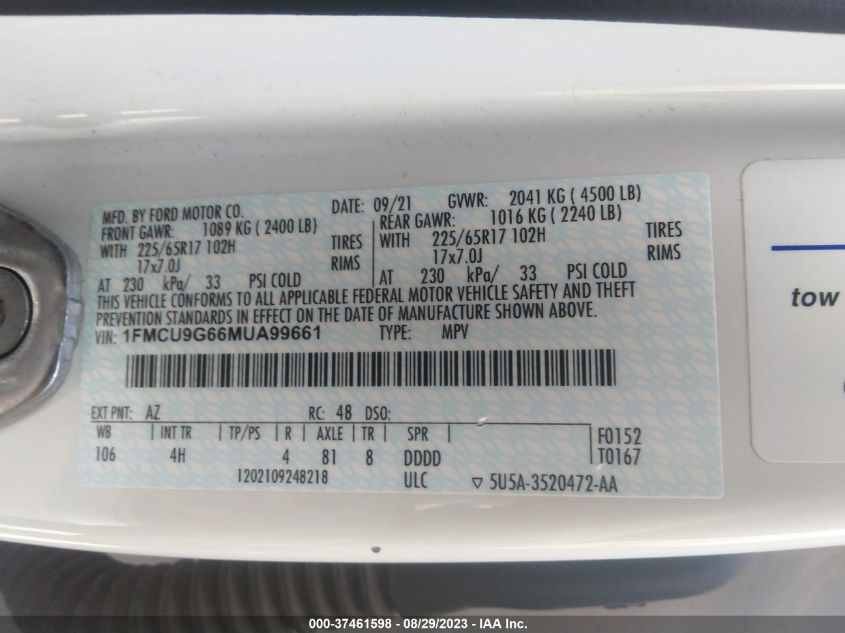 MFD. BY FORD MOTOR CO. DATE: 09/21 GVWR: 2041 KG ( 4500 LB)
FRONT GAWR: 1089 KG ( 2400 LB) REAR GAWR: 1016 KG ( 2240 LB)
WITH 225/65R17 102H TIRES WITH 225/65R17 102H TIRES
17x7.0J RIMS 17x7.0J RIMS
AT 230 kPa/ 33 PSI COLD AT 230 kPa/ 33 PSI COLD
THIS VEHICLE CONFORMS TO ALL APPLICABLE FEDERAL MOTOR VEHICLE SAFETY AND THEFT
PREVENTION STANDARDS IN EFFECT ON THE DATE OF MANUFACTURE SHOWN ABOVE.
VIN: 1FMCU9G66MUA99661 TYPE: MPV
EXT PNT: AZ RC: 48 DSO:
WB INT TR TP/PS R AXLE TR SPR F0152
106 4H 4 81 8 DDDD T0167
1202109248218 ULC ▽ 5U5A-3520472-AA
tow
000-37461598 - 08/29/2023 - IAA Inc.